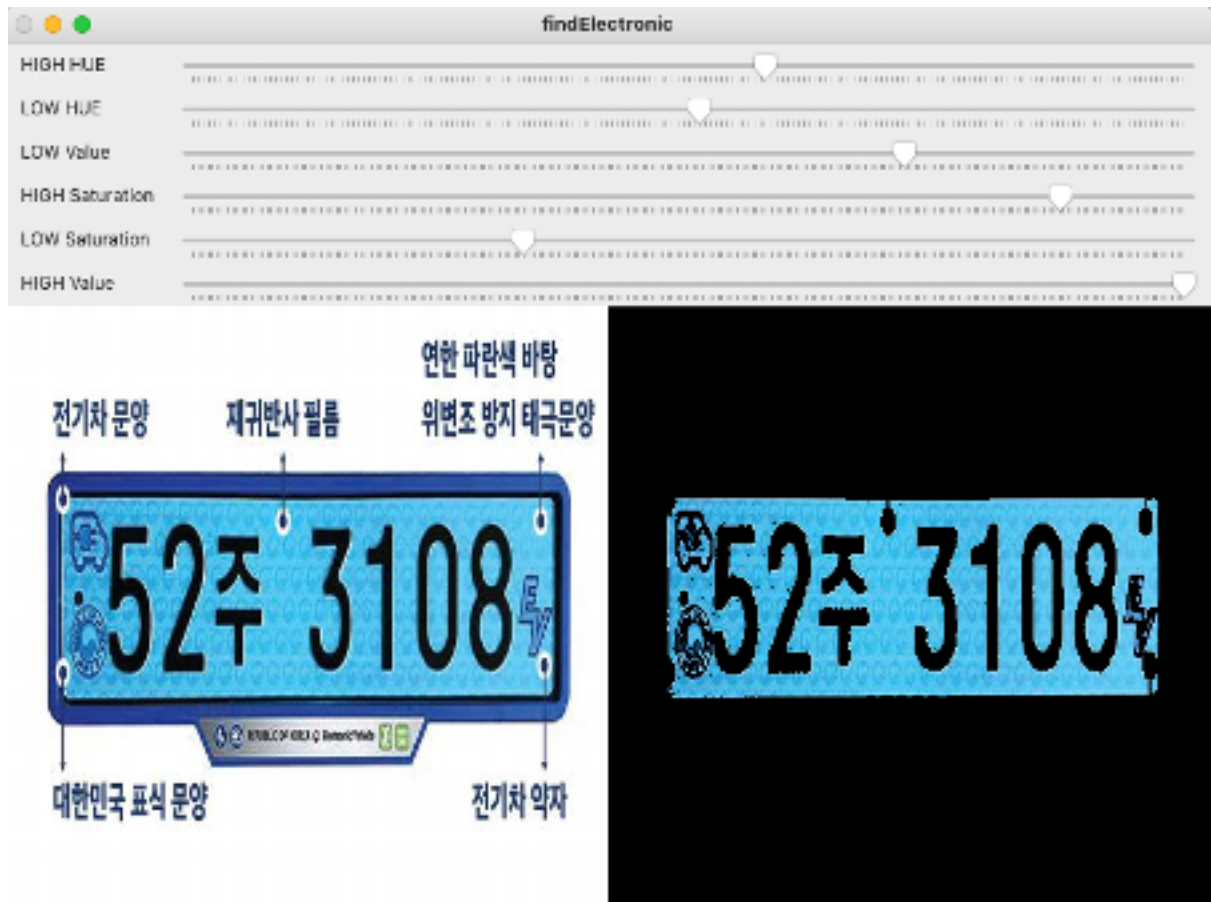 findElectronic
HIGH HUE
LOW HUE
LOW Value
HIGH Saturation
LOW Saturation
HIGH Value
연한 파란색 바탕
전기차 문양 재귀반사 필름 위변조 방지 태극문양
52주 3108
REPUBLIC OF KOREA
대한민국 표식 문양 전기차 약자
52주 3108